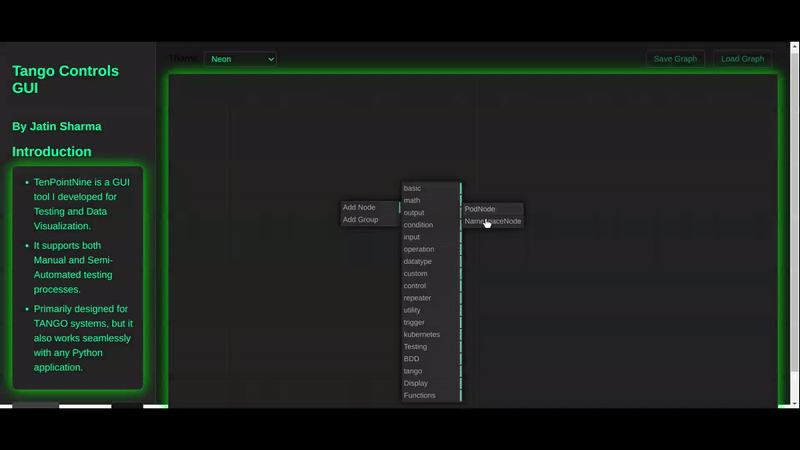 Tango Controls
GUI
By Jatin Sharma
Introduction
• TenPointNine is a GUI
tool I developed for
Testing and Data
Visualization.
• It supports both
Manual and Semi-
Automated testing
processes.
• Primarily designed for
TANGO systems, but it
also works seamlessly
with any Python
application.
Neon
Save Graph
Load Graph
Add Node
Add Group
basic
math
output
condition
input
operation
datatype
custom
control
repeater
utility
trigger
kubernetes
Testing
BDD
tango
Display
Functions
PodNode
NamespaceNode